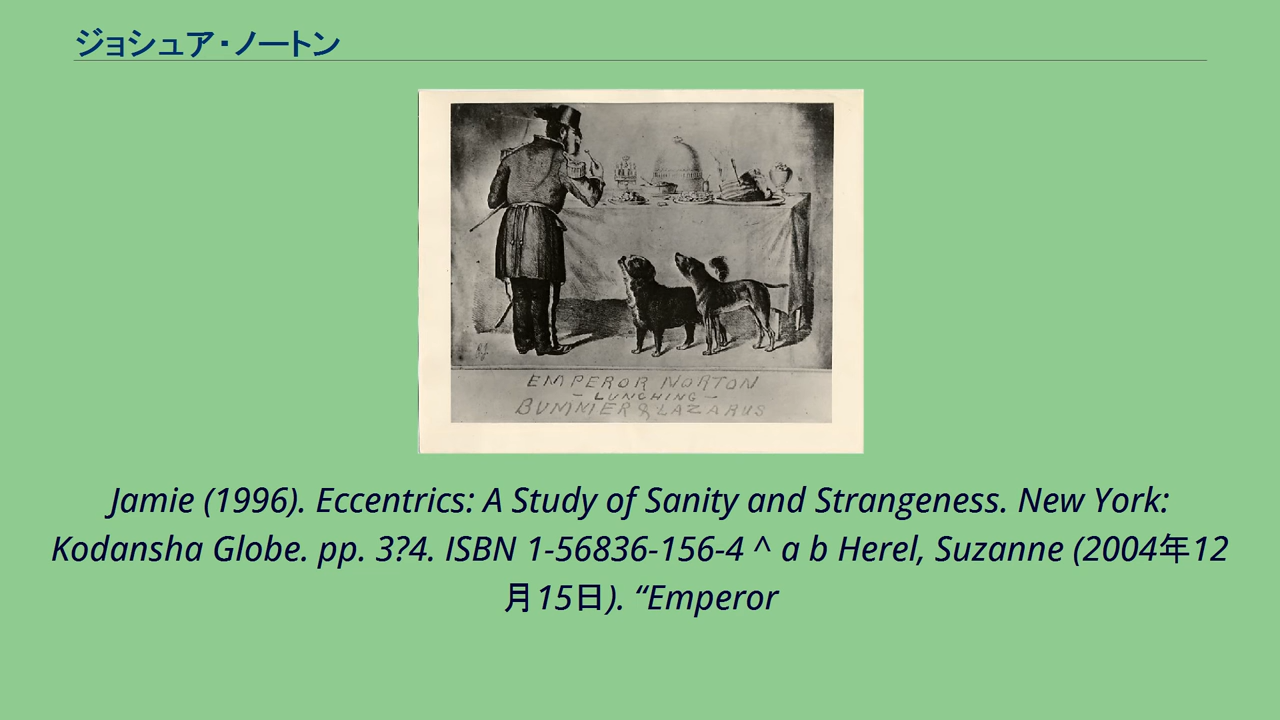 ジョシュア・ノートン
EMPEROR NORTON
- LUNCHING -
BUMMER & LAZARUS
Jamie (1996). Eccentrics: A Study of Sanity and Strangeness. New York:
Kodansha Globe. pp. 3?4. ISBN 1-56836-156-4 ^ a b Herel, Suzanne (2004年12
月15日). “Emperor